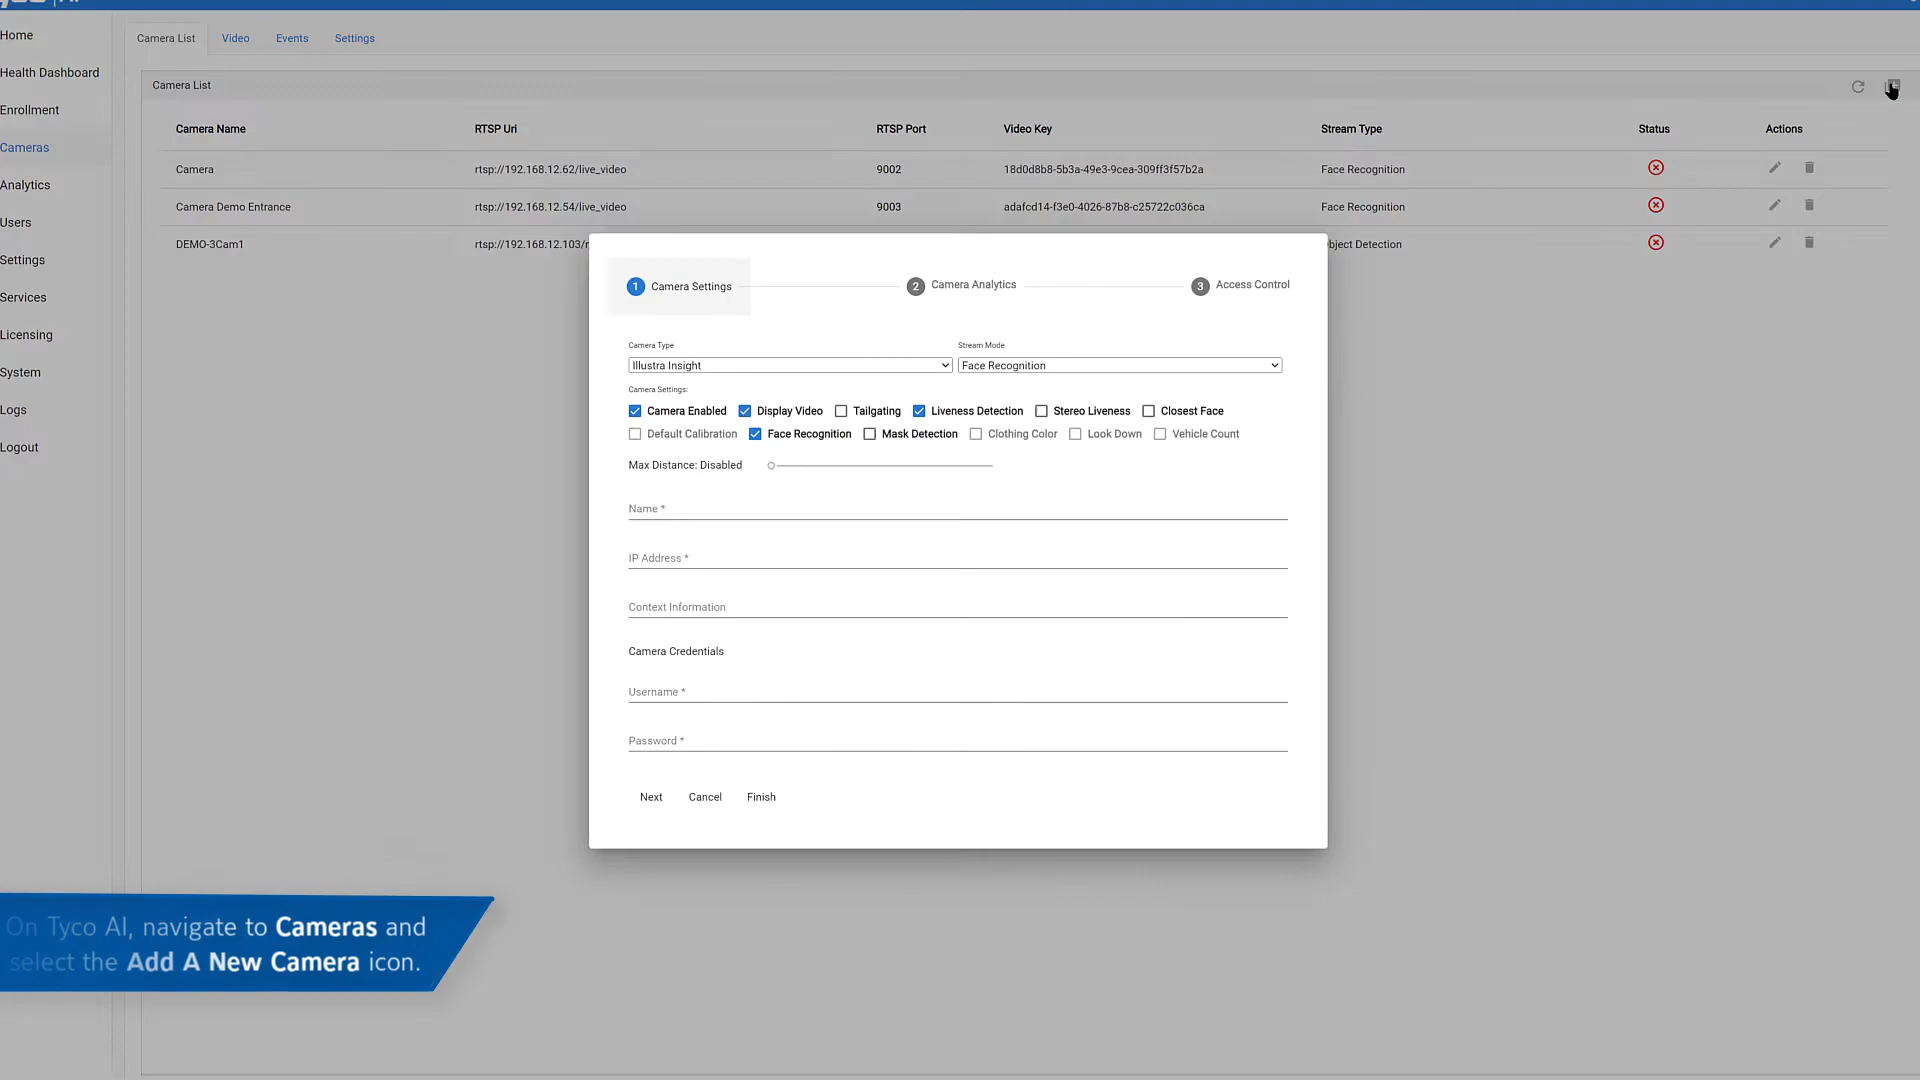 Home
Health Dashboard
Enrollment
Cameras
Analytics
Users
Settings
Services
Licensing
System
Logs
Logout
Camera List Video Events Settings
Camera List
Camera Name RTSP Uri RTSP Port Video Key Stream Type Status Actions
Camera rtsp://192.168.12.62/live_video 9002 18d0d8b8-5b3a-49e3-9cea-309ff3f57b2a Face Recognition
Camera Demo Entrance rtsp://192.168.12.54/live_video 9003 adafcd14-f3e0-4026-87b8-c25722c036ca Face Recognition
DEMO-3Cam1 rtsp://192.168.12.103/ bject Detection
1 Camera Settings 2 Camera Analytics 3 Access Control
Camera Type Stream Mode
Illustra Insight Face Recognition
Camera Settings:
Camera Enabled Display Video Tailgating Liveness Detection Stereo Liveness Closest Face
Default Calibration Face Recognition Mask Detection Clothing Color Look Down Vehicle Count
Max Distance: Disabled
Name *
IP Address *
Context Information
Camera Credentials
Username *
Password *
Next Cancel Finish
On Tyco AI, navigate to Cameras and
select the Add A New Camera icon.